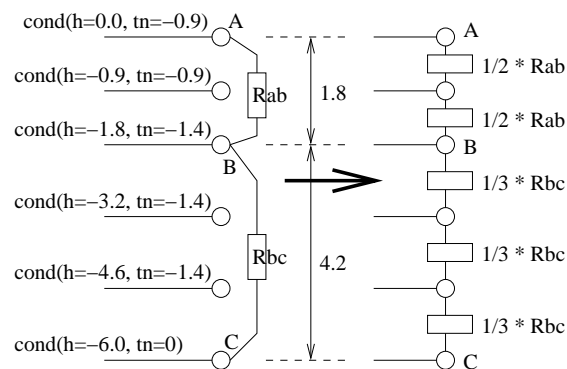 cond(h=0.0, tn=−0.9)
A
A
cond(h=−0.9, tn=−0.9)
Rab
1.8
1/2 * Rab
1/2 * Rab
cond(h=−1.8, tn=−1.4)
B
B
1/3 * Rbc
cond(h=−3.2, tn=−1.4)
Rbc
4.2
1/3 * Rbc
cond(h=−4.6, tn=−1.4)
1/3 * Rbc
cond(h=−6.0, tn=0)
C
C